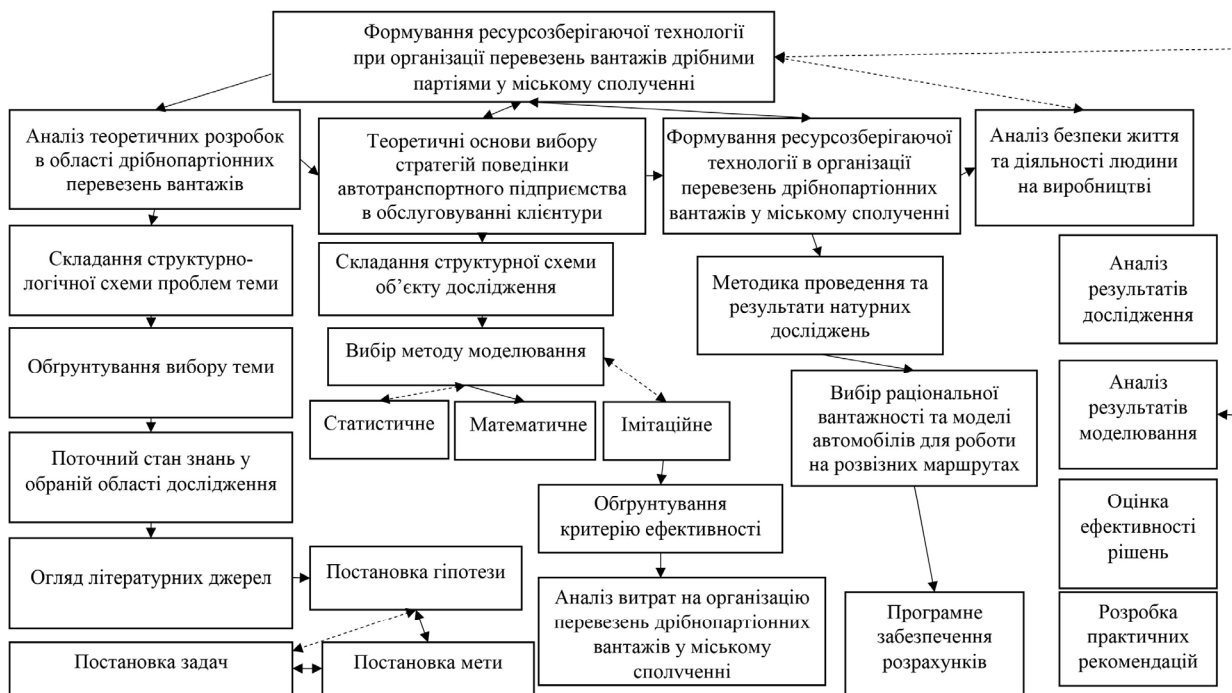 Формування ресурсозберігаючої технології
при організації перевезень вантажів дрібними
партіями у міському сполученні
Аналіз теоретичних розробок
в області дрібнопартіонних
перевезень вантажів
Теоретичні основи вибору
стратегій поведінки
автотранспортного підприємства
в обслуговуванні клієнтури
Формування ресурсозберігаючої
технології в організації
перевезень дрібнопартіонних
вантажів у міському сполученні
Аналіз безпеки життя
та діяльності людини
на виробництві
Складання структурно-
логічної схеми проблем теми
Обґрунтування вибору теми
Поточний стан знань у
обраній області дослідження
Огляд літературних джерел
Постановка гіпотези
Постановка задач
Постановка мети
Складання структурної схеми
об’єкту дослідження
Вибір методу моделювання
Статистичне
Математичне
Імітаційне
Обґрунтування
критерію ефективності
Аналіз витрат на організацію
перевезень дрібнопартіонних
вантажів у міському
сполученні
Методика проведення та
результати натурних
досліджень
Вибір раціональної
вантажності та моделі
автомобілів для роботи
на розвізних маршрутах
Програмне
забезпечення
розрахунків
Аналіз
результатів
дослідження
Аналіз
результатів
моделювання
Оцінка
ефективності
рішень
Розробка
практичних
рекомендацій